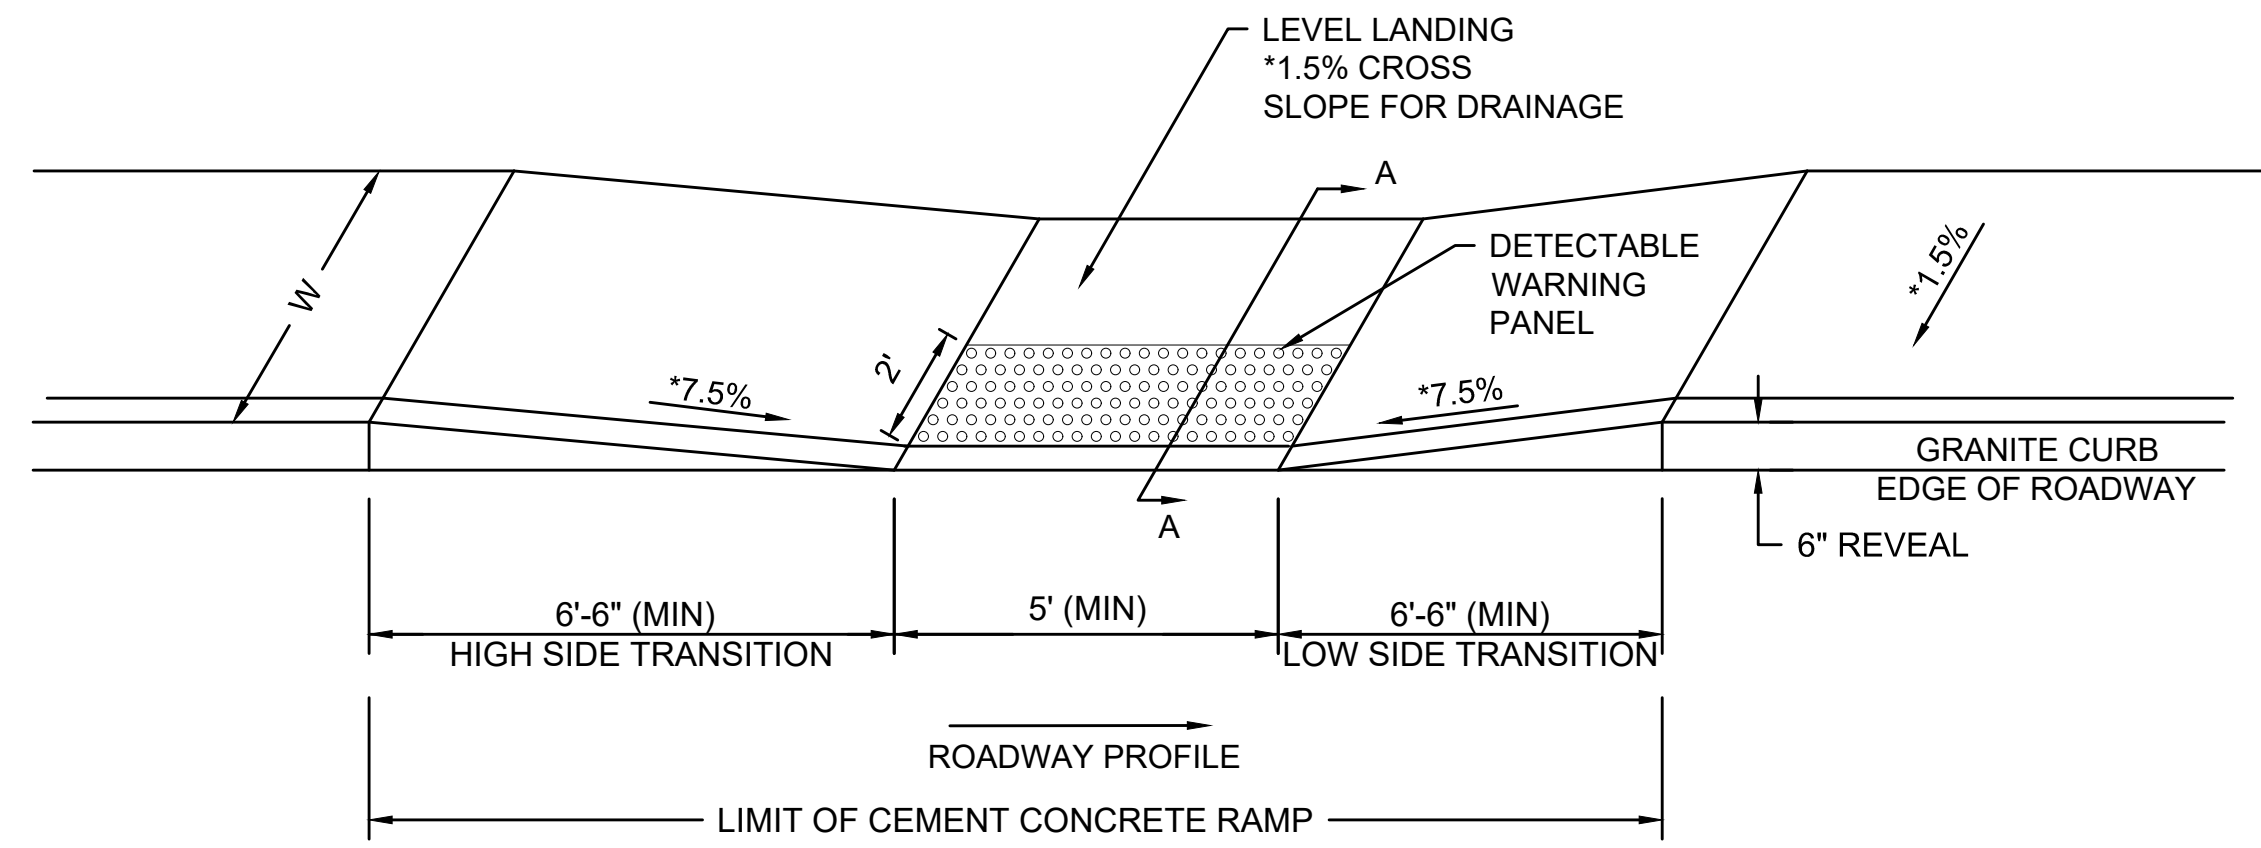 LEVEL LANDING
*1.5% CROSS
SLOPE FOR DRAINAGE
A
DETECTABLE
WARNING
PANEL
*1.5%
W
2'
*7.5%
*7.5%
GRANITE CURB
EDGE OF ROADWAY
A
6" REVEAL
6'-6" (MIN)
HIGH SIDE TRANSITION
5' (MIN)
6'-6" (MIN)
LOW SIDE TRANSITION
ROADWAY PROFILE
LIMIT OF CEMENT CONCRETE RAMP